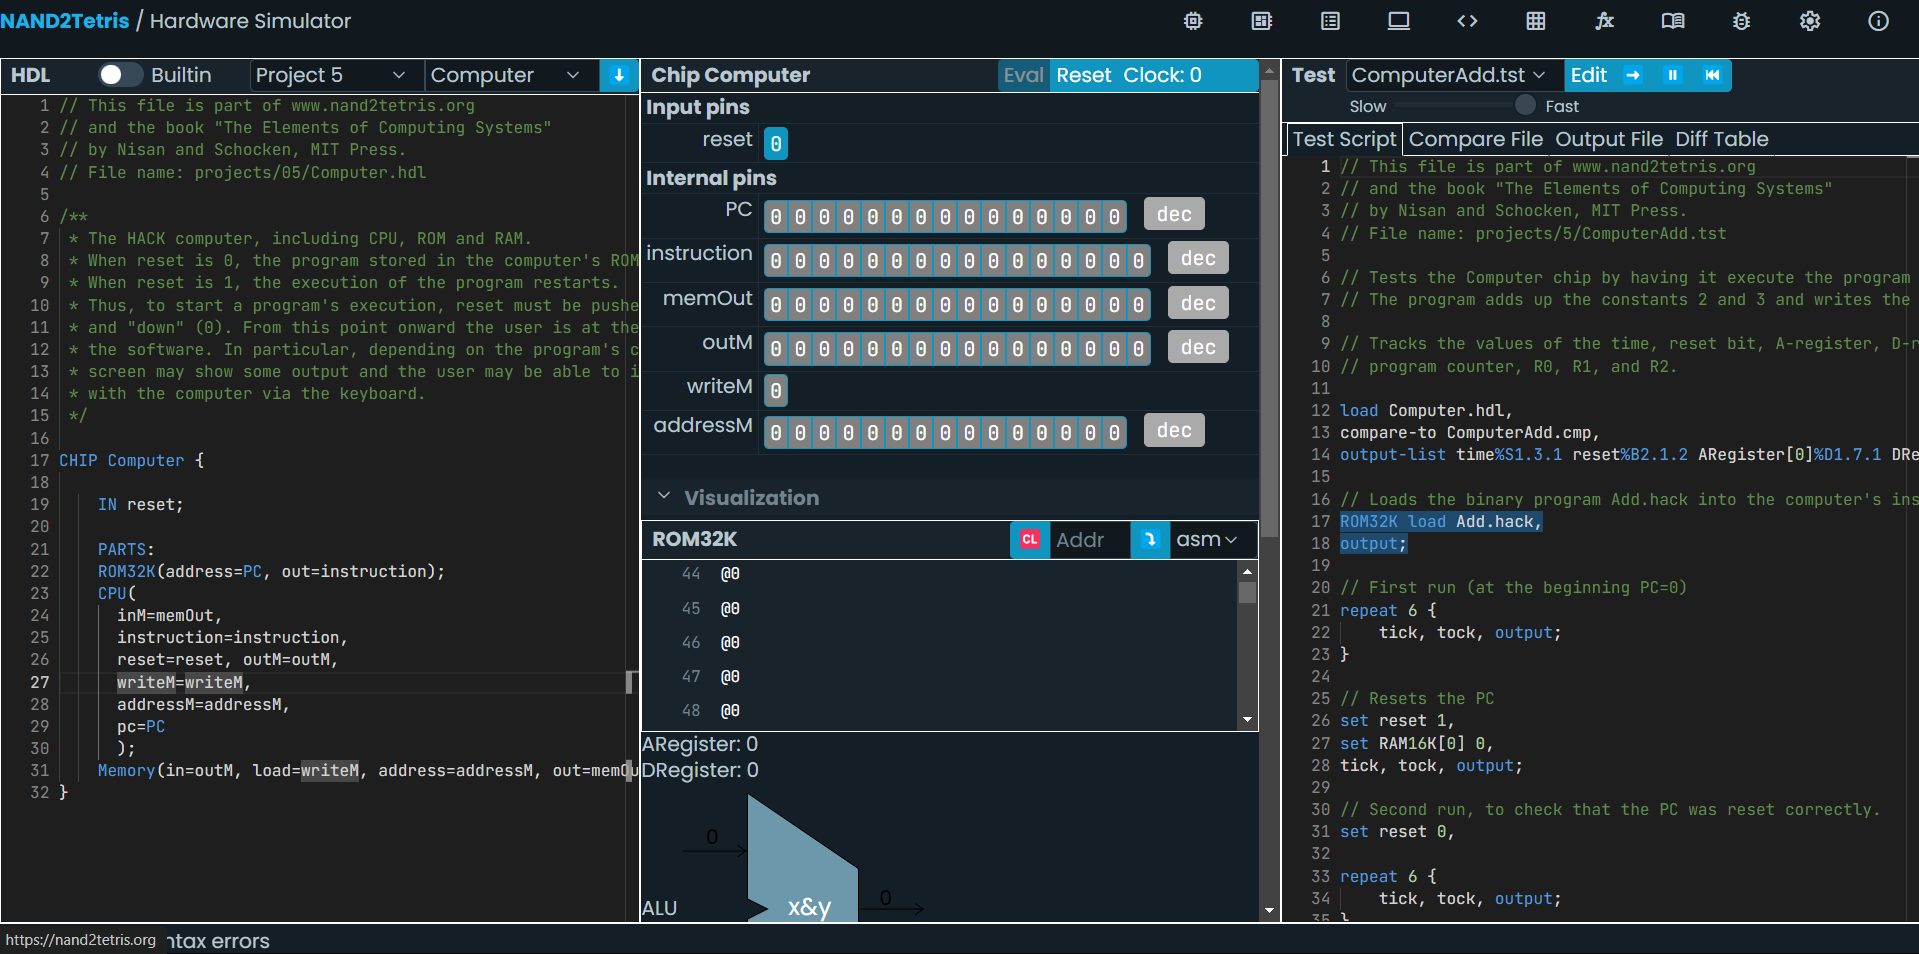 NAND2Tetris / Hardware Simulator
HDL Builtin Project 5 Computer
1 // This file is part of www.nand2tetris.org
2 // and the book "The Elements of Computing Systems"
3 // by Nisan and Schocken, MIT Press.
4 // File name: projects/05/Computer.hdl
5
6 /**
7 * The HACK computer, including CPU, ROM and RAM.
8 * When reset is 0, the program stored in the computer's ROM
9 * When reset is 1, the execution of the program restarts.
10 * Thus, to start a program's execution, reset must be pushe
11 * and "down" (0). From this point onward the user is at the
12 * the software. In particular, depending on the program's c
13 * screen may show some output and the user may be able to i
14 * with the computer via the keyboard.
15 */
16
17 CHIP Computer {
18
19 IN reset;
20
21 PARTS:
22 ROM32K(address=PC, out=instruction);
23 CPU(
24 inM=memOut,
25 instruction=instruction,
26 reset=reset, outM=outM,
27 writeM=writeM,
28 addressM=addressM,
29 pc=PC
30 );
31 Memory(in=outM, load=writeM, address=addressM, out=memOu
32 }
Chip Computer Eval Reset Clock: 0
Input pins
reset 0
Internal pins
PC 0 0 0 0 0 0 0 0 0 0 0 0 0 0 0 dec
instruction 0 0 0 0 0 0 0 0 0 0 0 0 0 0 0 0 dec
memOut 0 0 0 0 0 0 0 0 0 0 0 0 0 0 0 0 dec
outM 0 0 0 0 0 0 0 0 0 0 0 0 0 0 0 0 dec
writeM 0
addressM 0 0 0 0 0 0 0 0 0 0 0 0 0 0 0 dec
Visualization
ROM32K CL Addr asm
44 @0
45 @0
46 @0
47 @0
48 @0
ARegister: 0
DRegister: 0
0
0
ALU x&y
Test ComputerAdd.tst Edit
Slow Fast
Test Script Compare File Output File Diff Table
1 // This file is part of www.nand2tetris.org
2 // and the book "The Elements of Computing Systems"
3 // by Nisan and Schocken, MIT Press.
4 // File name: projects/5/ComputerAdd.tst
5
6 // Tests the Computer chip by having it execute the program
7 // The program adds up the constants 2 and 3 and writes the
8
9 // Tracks the values of the time, reset bit, A-register, D-r
10 // program counter, R0, R1, and R2.
11
12 load Computer.hdl,
13 compare-to ComputerAdd.cmp,
14 output-list time%S1.3.1 reset%B2.1.2 ARegister[0]%D1.7.1 DRe
15
16 // Loads the binary program Add.hack into the computer's ins
17 ROM32K load Add.hack,
18 output;
19
20 // First run (at the beginning PC=0)
21 repeat 6 {
22 tick, tock, output;
23 }
24
25 // Resets the PC
26 set reset 1,
27 set RAM16K[0] 0,
28 tick, tock, output;
29
30 // Second run, to check that the PC was reset correctly.
31 set reset 0,
32
33 repeat 6 {
34 tick, tock, output;
35 }
https://nand2tetris.org ntax errors